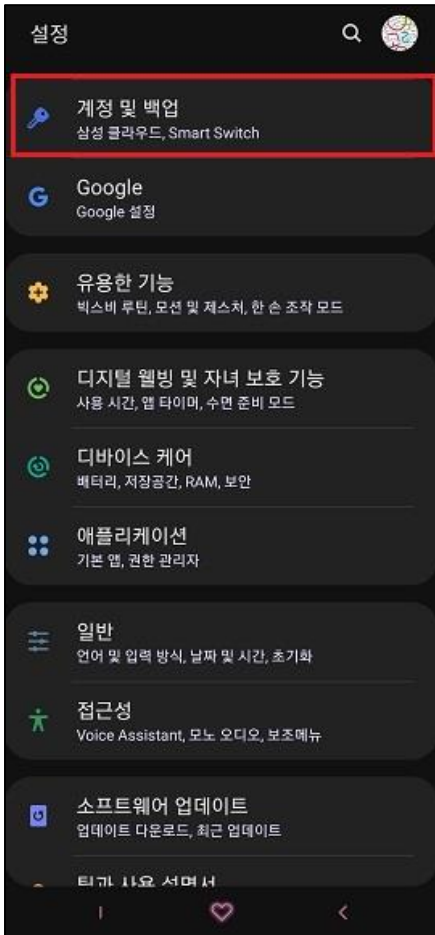 설정
계정 및 백업
삼성 클라우드, Smart Switch
Google
Google 설정
유용한 기능
빅스비 루틴, 모션 및 제스처, 한 손 조작 모드
디지털 웰빙 및 자녀 보호 기능
사용 시간, 앱 타이머, 수면 준비 모드
디바이스 케어
배터리, 저장공간, RAM, 보안
애플리케이션
기본 앱, 권한 관리자
일반
언어 및 입력 방식, 날짜 및 시간, 초기화
접근성
Voice Assistant, 모노 오디오, 보조메뉴
소프트웨어 업데이트
업데이트 다운로드, 최근 업데이트
팁과 사용 설명서